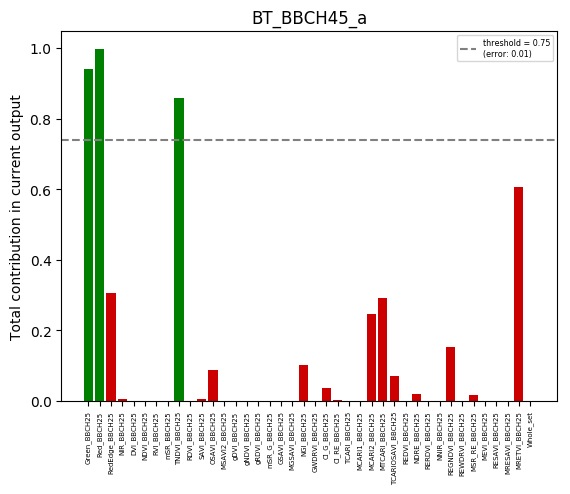 BT_BBCH45_a
threshold = 0.75
(error: 0.01)
Total contribution in current output
1.0
0.8
0.6
0.4
0.2
0.0
Green_BBCH25
Red_BBCH25
RedEdge_BBCH25
NIR_BBCH25
DVI_BBCH25
NDVI_BBCH25
RVI_BBCH25
mSR_BBCH25
TNDVI_BBCH25
RDVI_BBCH25
SAVI_BBCH25
OSAVI_BBCH25
MSAVI2_BBCH25
gDVI_BBCH25
gNDVI_BBCH25
gRDVI_BBCH25
mSR_G_BBCH25
GSAVI_BBCH25
MGSAVI_BBCH25
NGI_BBCH25
GWDRVI_BBCH25
CI_G_BBCH25
CI_RE_BBCH25
TCARI_BBCH25
MCARI1_BBCH25
MCARI2_BBCH25
MTCARI_BBCH25
TCARIOSAVI_BBCH25
REDVI_BBCH25
NDRE_BBCH25
RERDVI_BBCH25
NNIR_BBCH25
REGNDVI_BBCH25
REWDRVI_BBCH25
MSR_RE_BBCH25
MEVI_BBCH25
RESAVI_BBCH25
MRESAVI_BBCH25
MRETVI_BBCH25
Whole_set